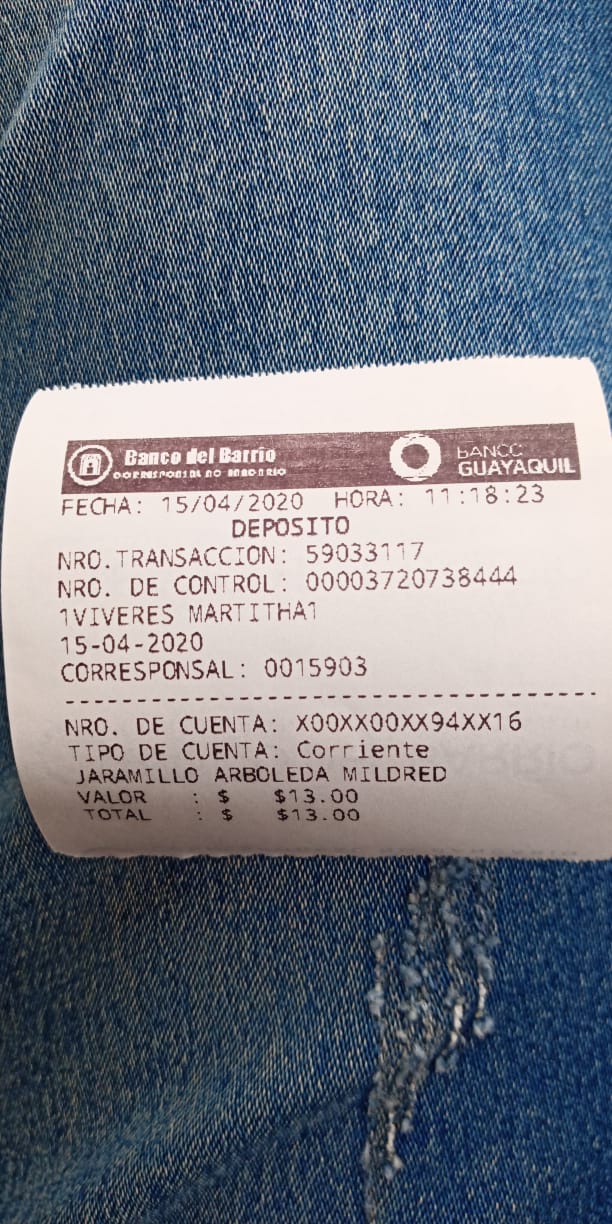 Banco del Barrio
CORRESPONSAL NO BANCARIO
BANCO
GUAYAQUIL
FECHA: 15/04/2020 HORA: 11:18:23
DEPOSITO
NRO.TRANSACCION: 59033117
NRO. DE CONTROL: 00003720738444
1VIVERES MARTITHA1
15-04-2020
CORRESPONSAL: 0015903
NRO. DE CUENTA: X00XX00XX94XX16
TIPO DE CUENTA: Corriente
JARAMILLO ARBOLEDA MILDRED
VALOR : $ $13.00
TOTAL : $ $13.00